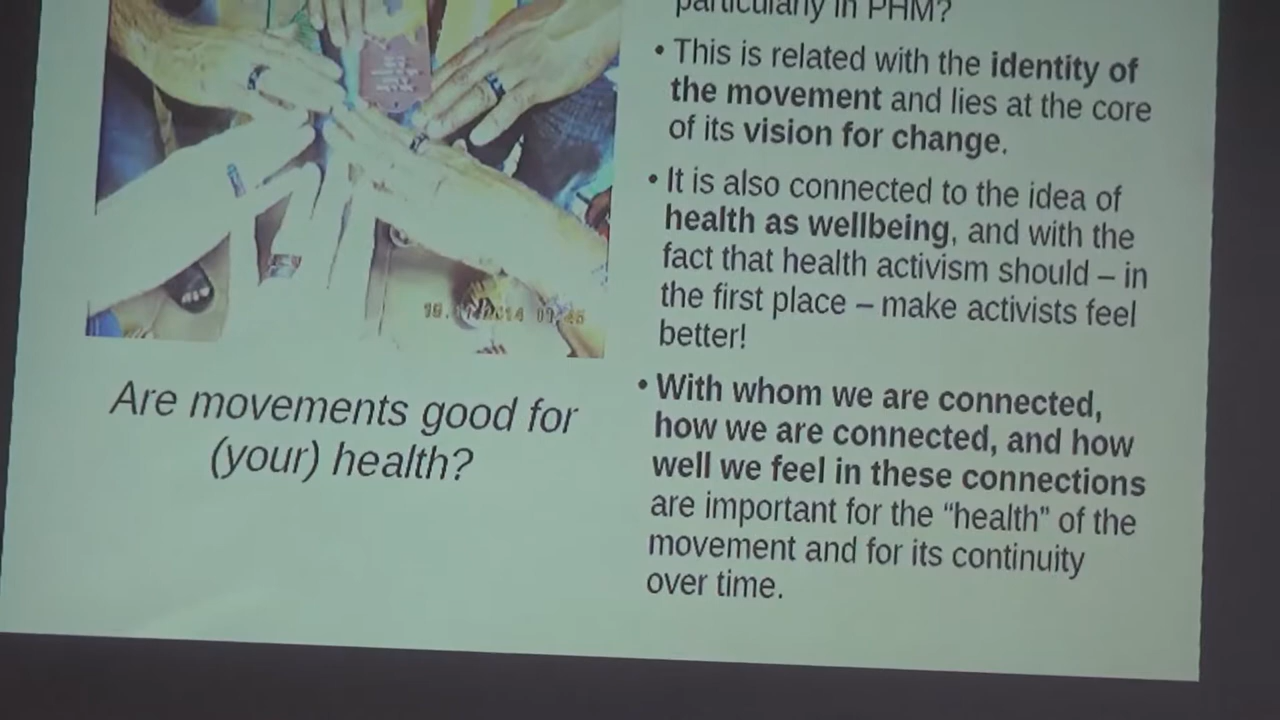 particularly in PHM?
• This is related with the identity of
the movement and lies at the core
of its vision for change.
• It is also connected to the idea of
health as wellbeing, and with the
fact that health activism should – in
the first place – make activists feel
better!
• With whom we are connected,
how we are connected, and how
well we feel in these connections
are important for the “health” of the
movement and for its continuity
over time.
Are movements good for
(your) health?